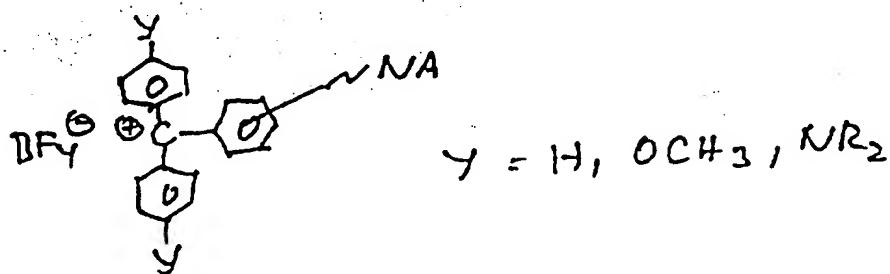 Y
NA
BF4⊖ ⊕ C
Y = H, OCH3, NR2
Y